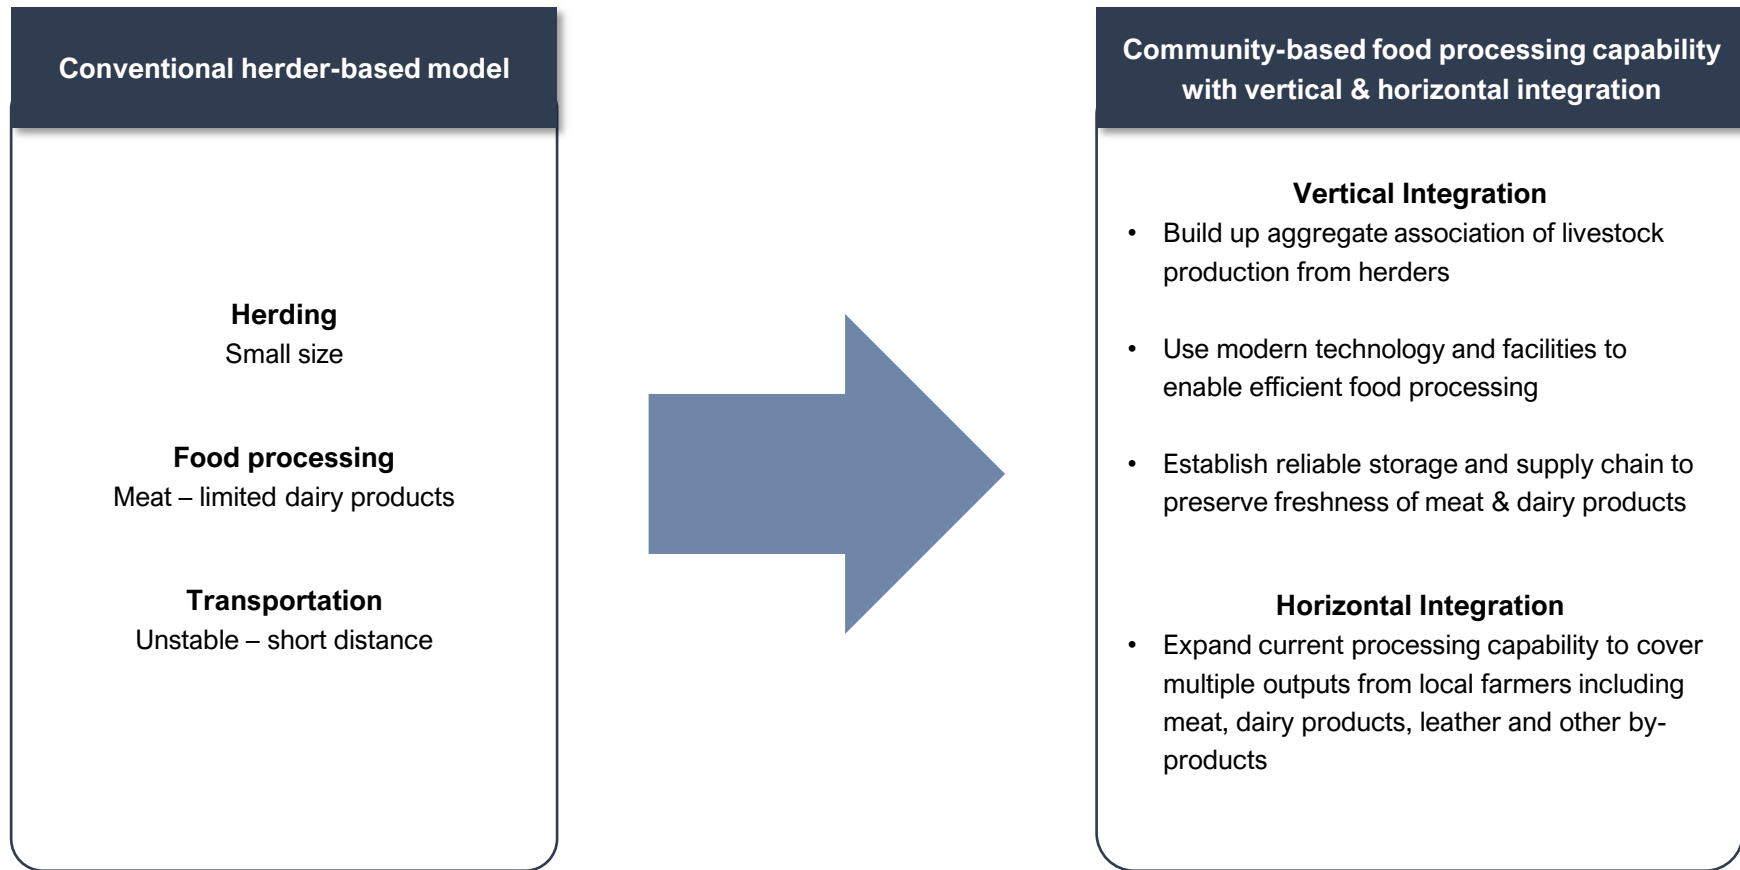 Conventional herder-based model
Herding
Small size
Food processing
Meat – limited dairy products
Transportation
Unstable – short distance
Community-based food processing capability
with vertical & horizontal integration
Vertical Integration
• Build up aggregate association of livestock
production from herders
• Use modern technology and facilities to
enable efficient food processing
• Establish reliable storage and supply chain to
preserve freshness of meat & dairy products
Horizontal Integration
• Expand current processing capability to cover
multiple outputs from local farmers including
meat, dairy products, leather and other by-
products